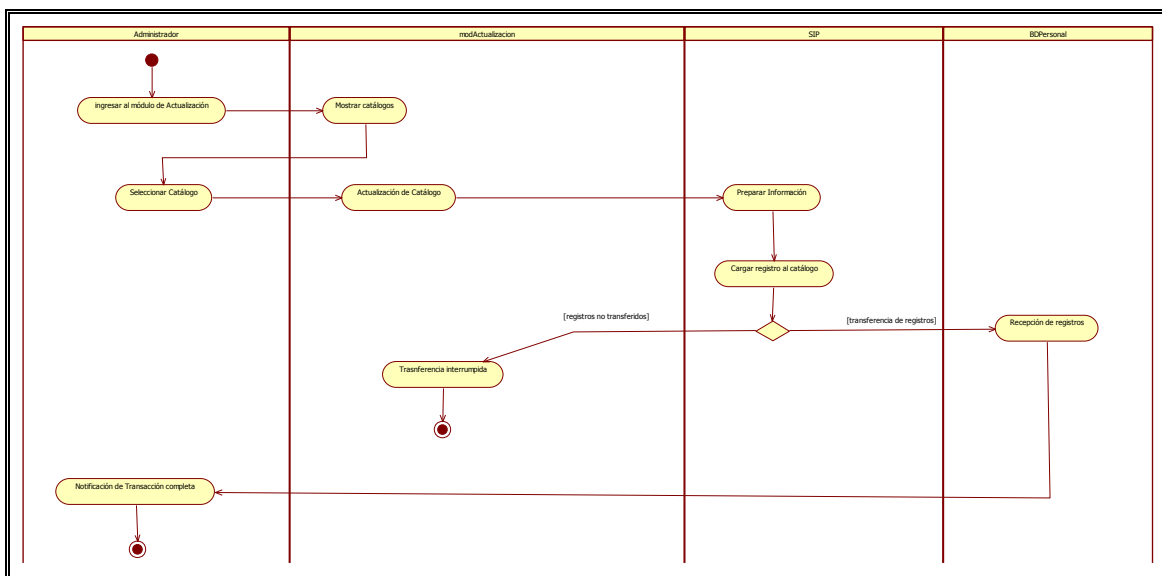 Administrador
modActualizacion
SIP
BDPersonal
ingresar al módulo de Actualización
Mostrar catálogos
Seleccionar Catálogo
Actualización de Catálogo
Preparar Información
Cargar registro al catálogo
[registros no transferidos]
[transferencia de registros]
Recepción de registros
Trasnferencia interrumpida
Notificación de Transacción completa